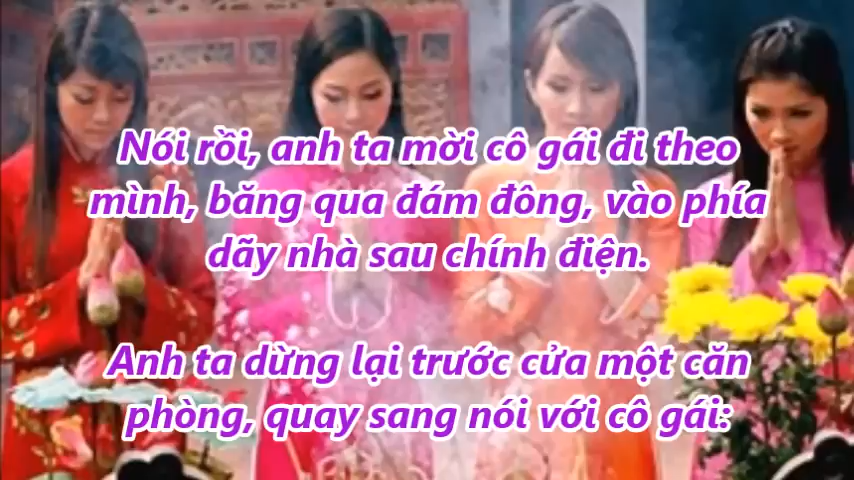 Nói rồi, anh ta mời cô gái đi theo
mình, băng qua đám đông, vào phía
dãy nhà sau chính điện.
Anh ta dừng lại trước cửa một căn
phòng, quay sang nói với cô gái: